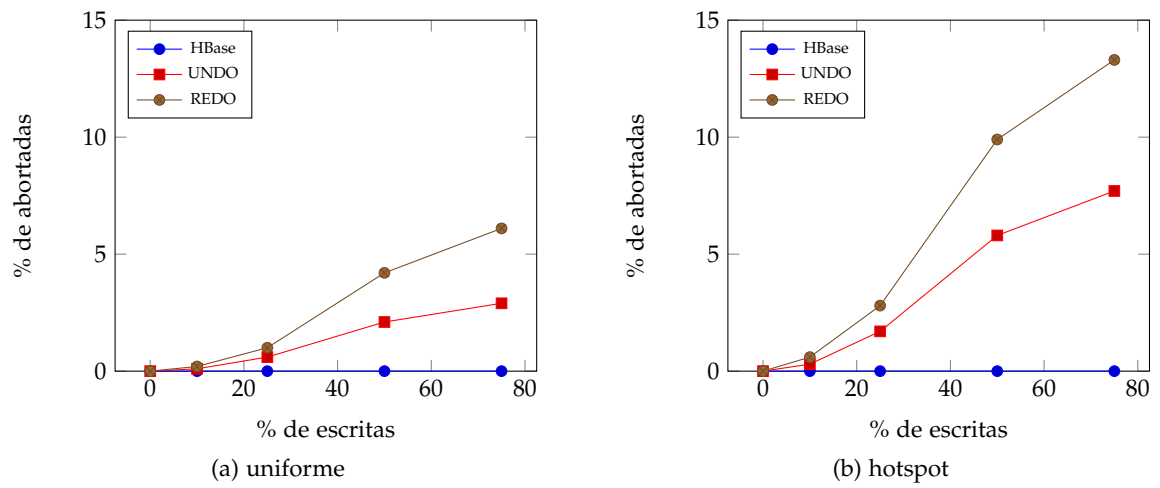 15
10
5
0
HBase
UNDO
REDO
% de abortadas
0 20 40 60 80
% de escritas
(a) uniforme
15
10
5
0
HBase
UNDO
REDO
% de abortadas
0 20 40 60 80
% de escritas
(b) hotspot